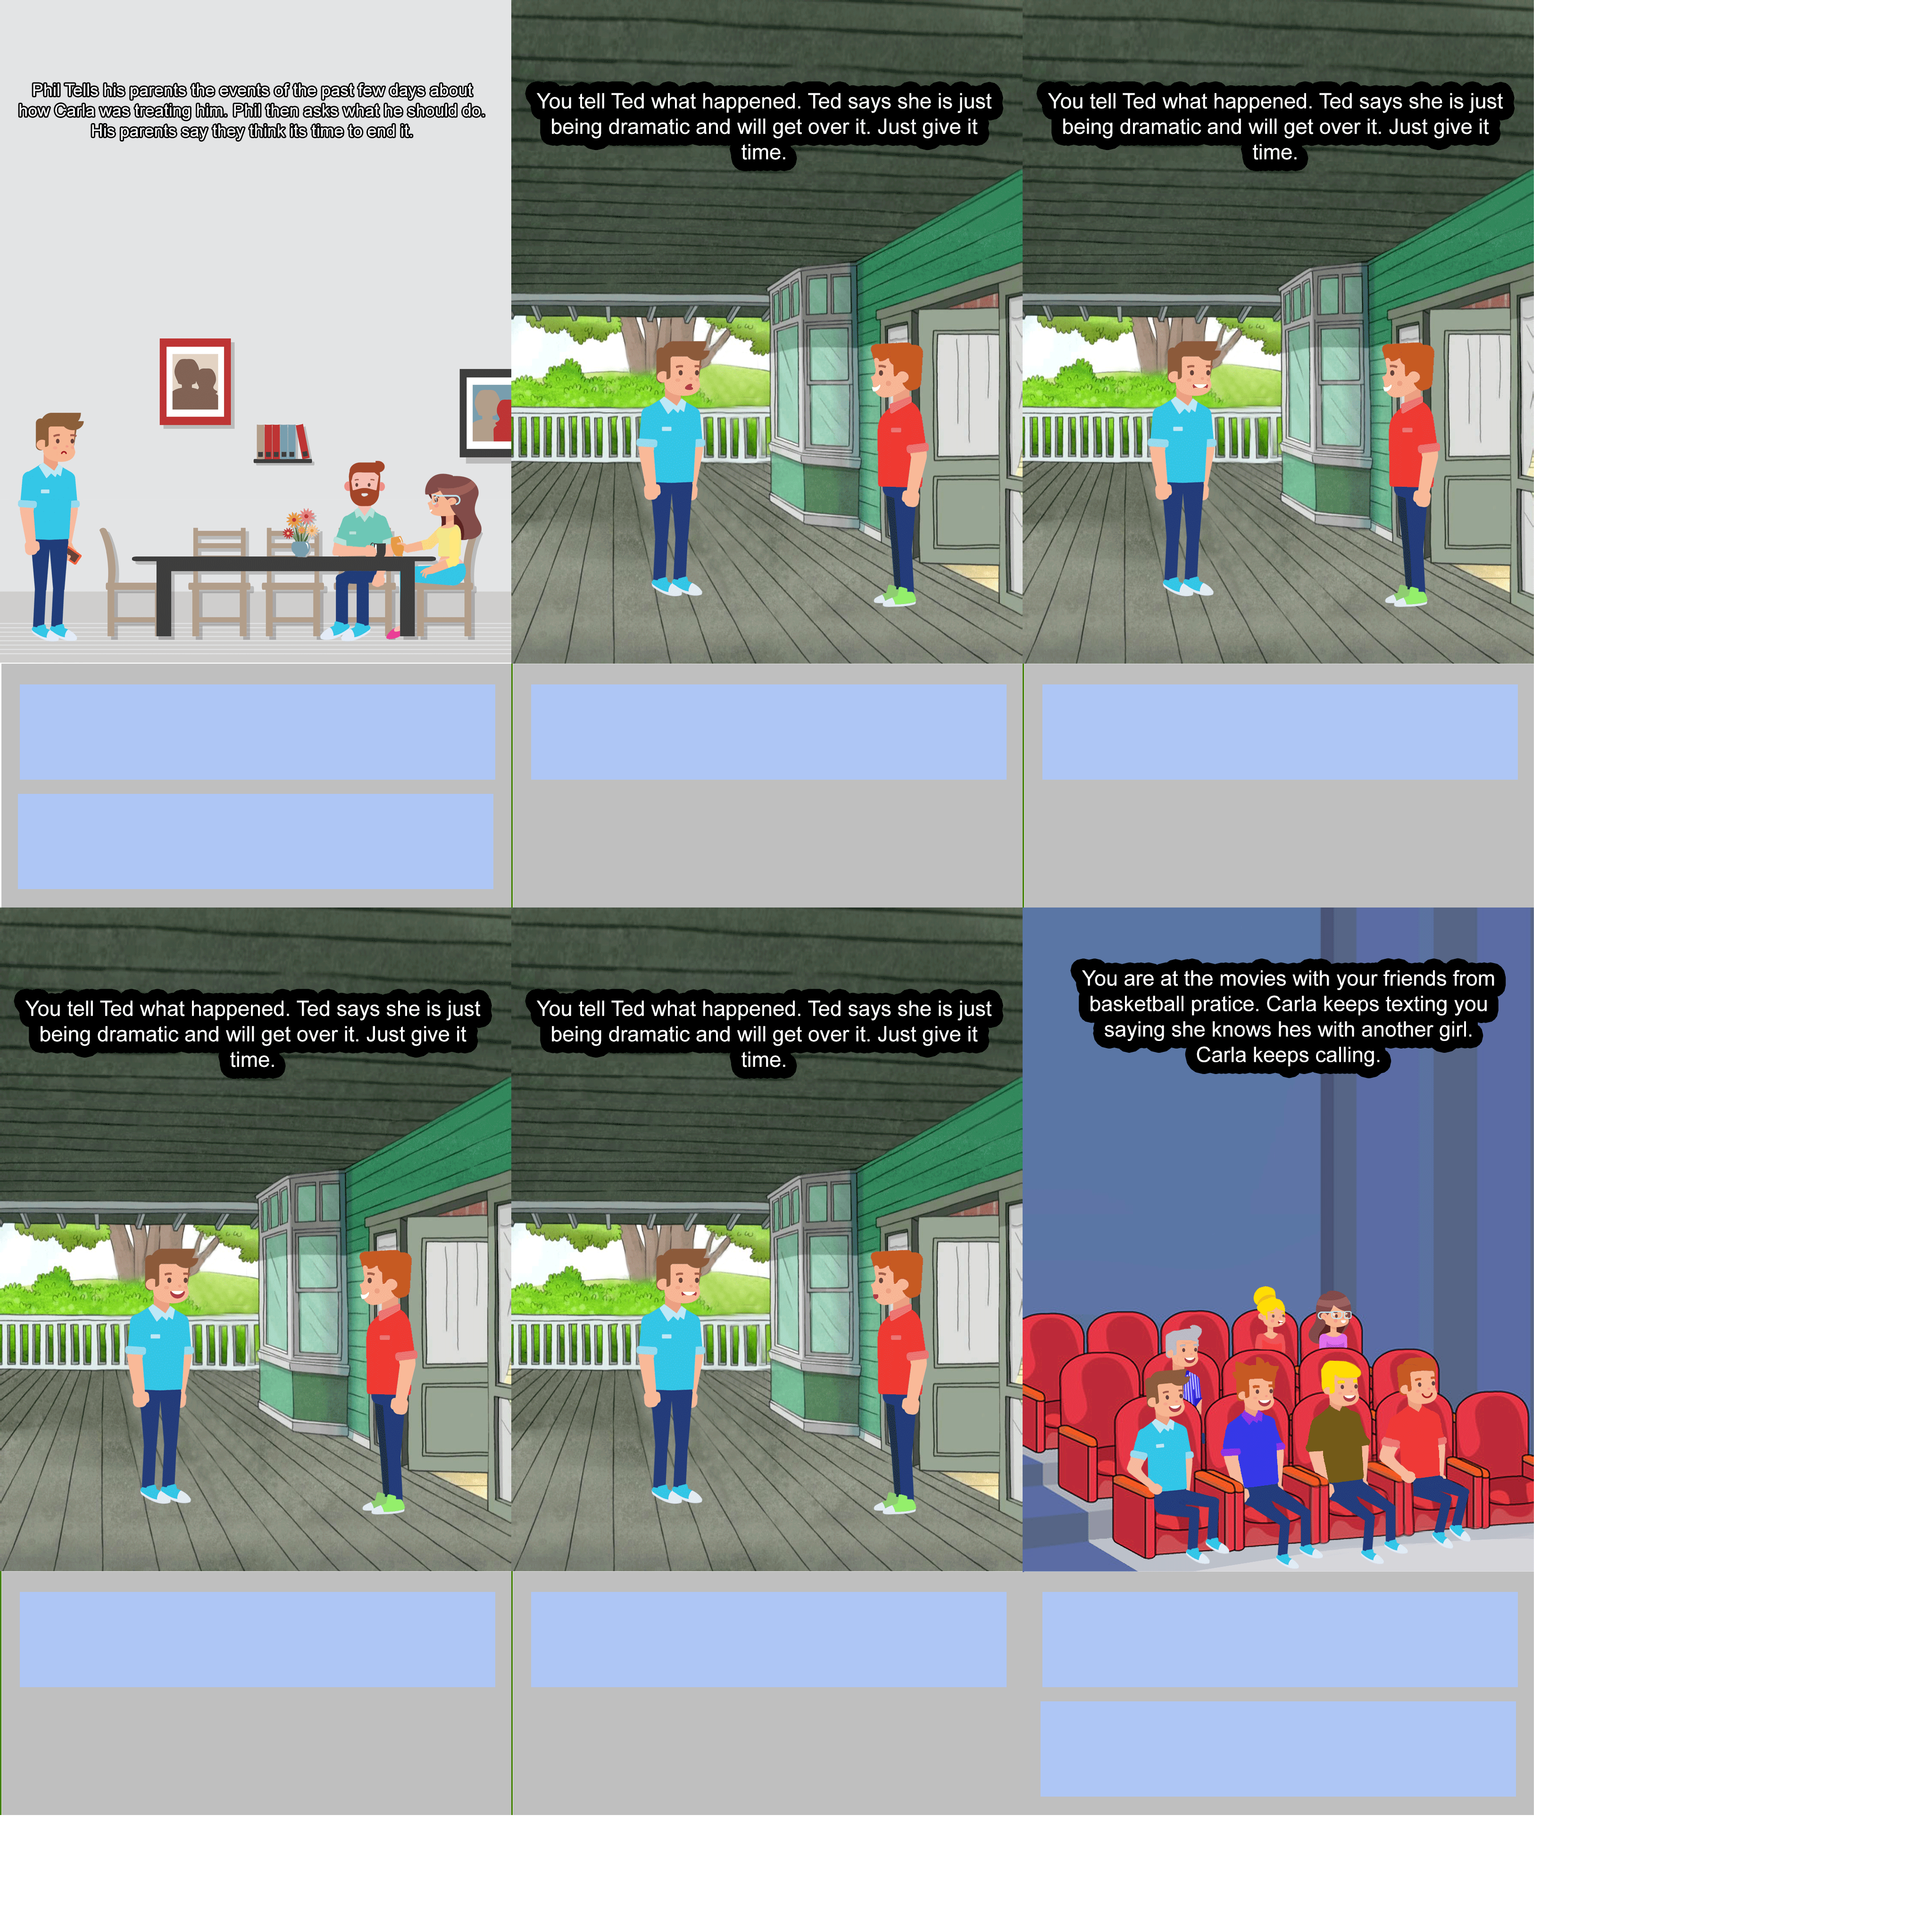 Phil Tells his parents the events of the past few days about
how Carla was treating him. Phil then asks what he should do.
His parents say they think its time to end it.
You tell Ted what happened. Ted says she is just
being dramatic and will get over it. Just give it
time.
You tell Ted what happened. Ted says she is just
being dramatic and will get over it. Just give it
time.
You tell Ted what happened. Ted says she is just
being dramatic and will get over it. Just give it
time.
You tell Ted what happened. Ted says she is just
being dramatic and will get over it. Just give it
time.
You are at the movies with your friends from
basketball pratice. Carla keeps texting you
saying she knows hes with another girl.
Carla keeps calling.